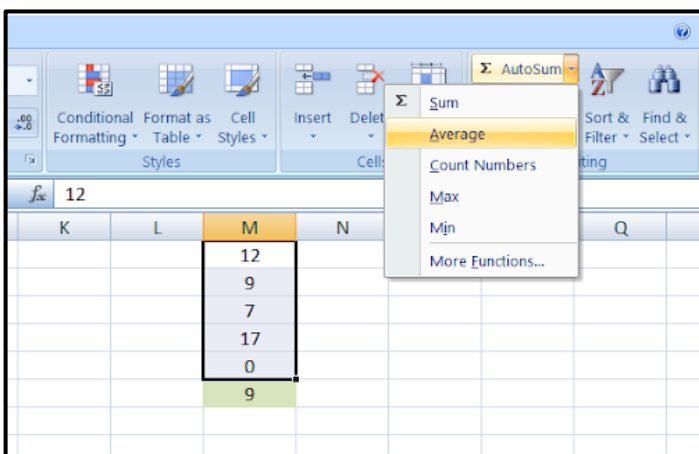 Σ AutoSum
Conditional Formatting
Format as Table
Cell Styles
Insert
Sort & Filter
Find & Select
Styles
Σ Sum
Average
Count Numbers
Max
Min
More Functions...
fx 12
K L M N Q
12
9
7
17
0
9